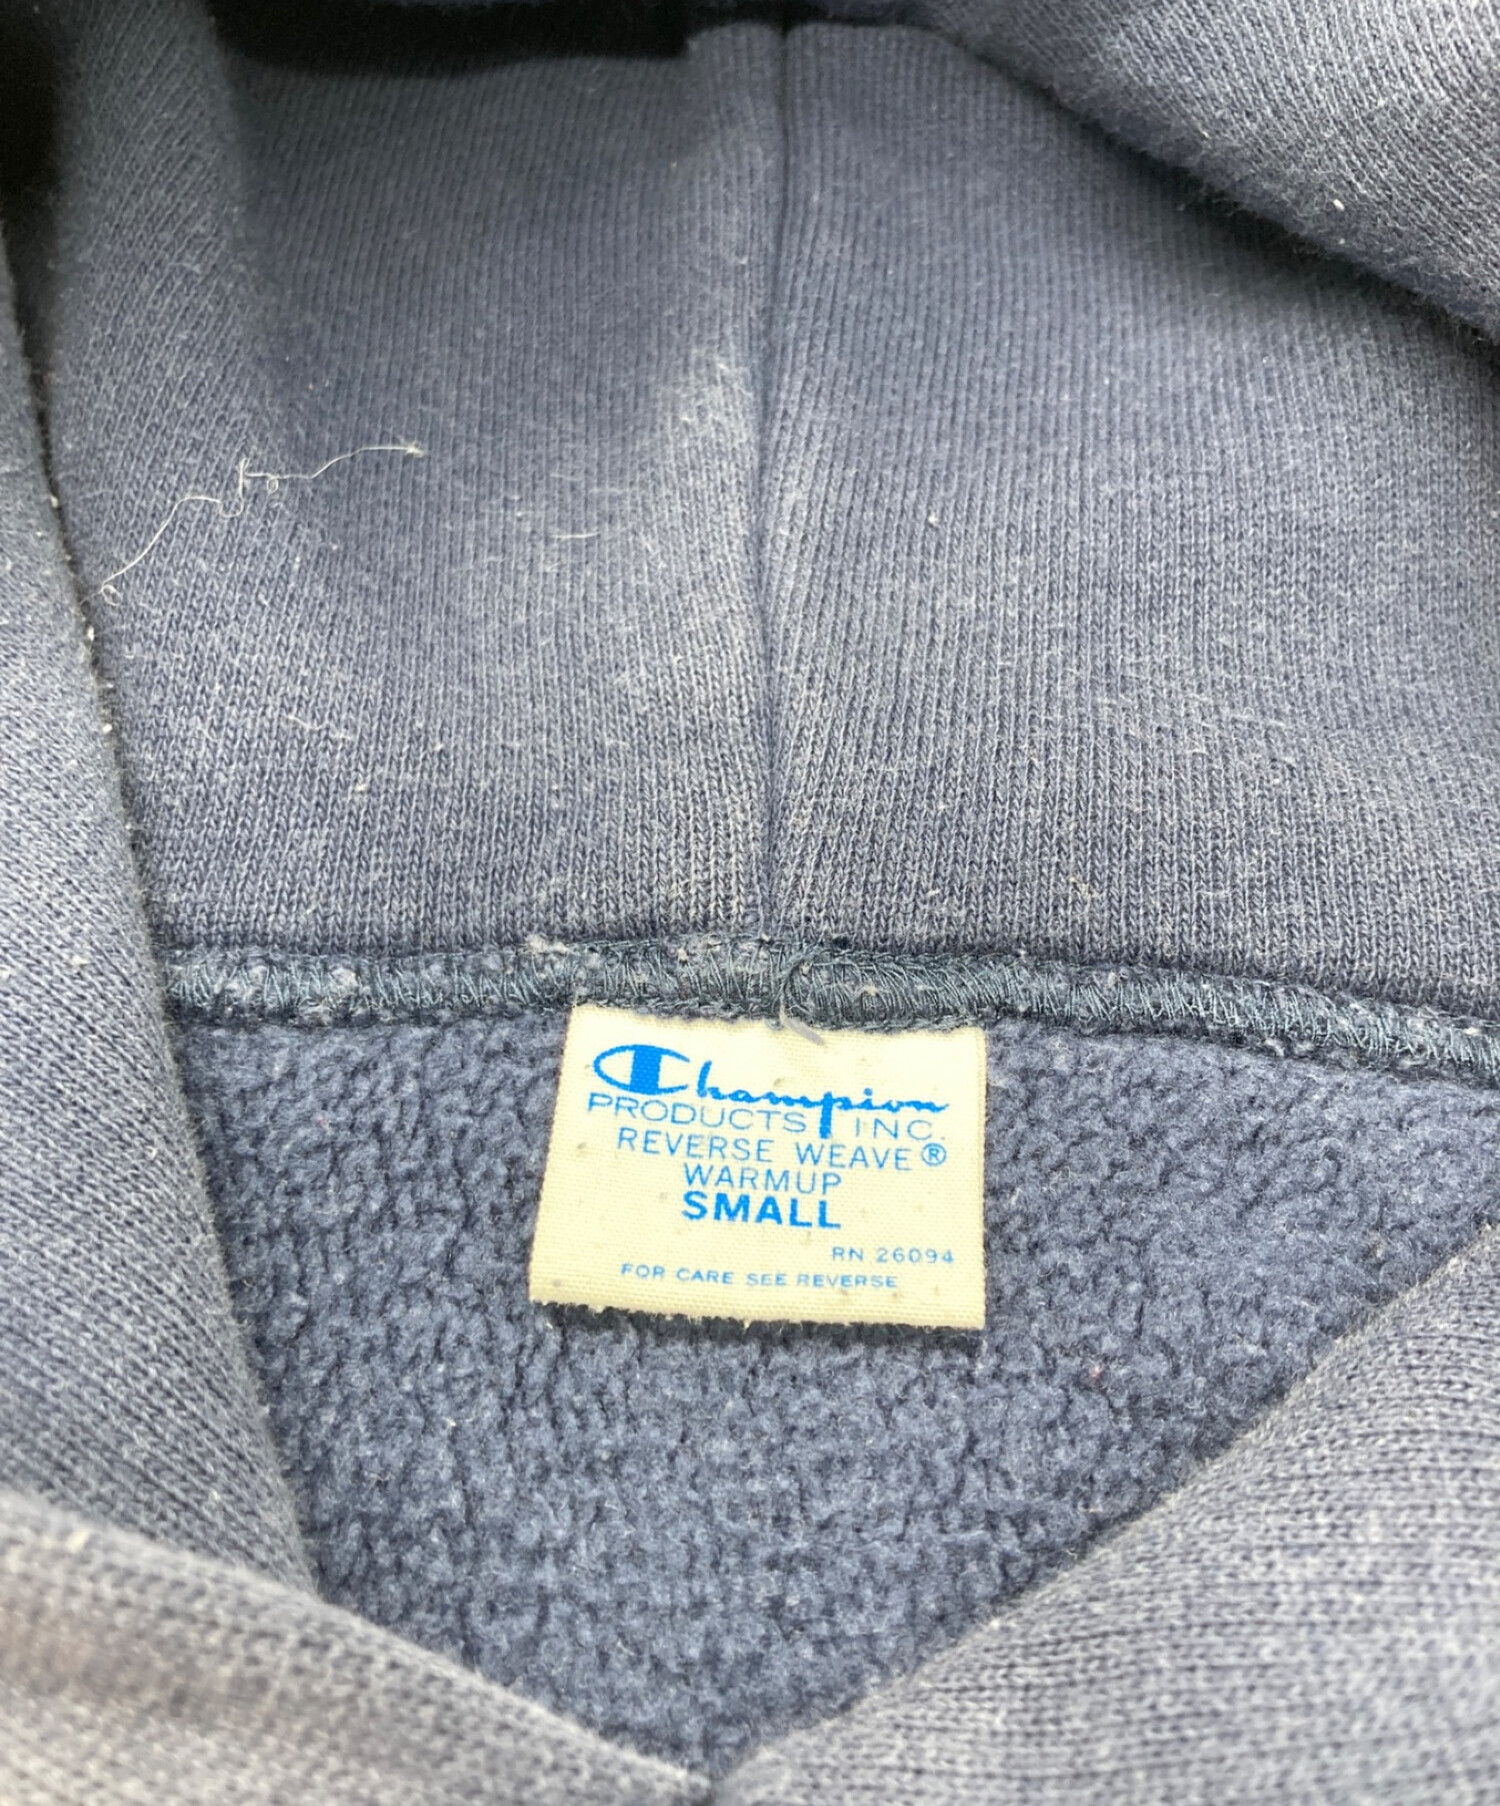 Champion
PRODUCTS INC.
REVERSE WEAVE®
WARMUP
SMALL
RN 26094
FOR CARE SEE REVERSE